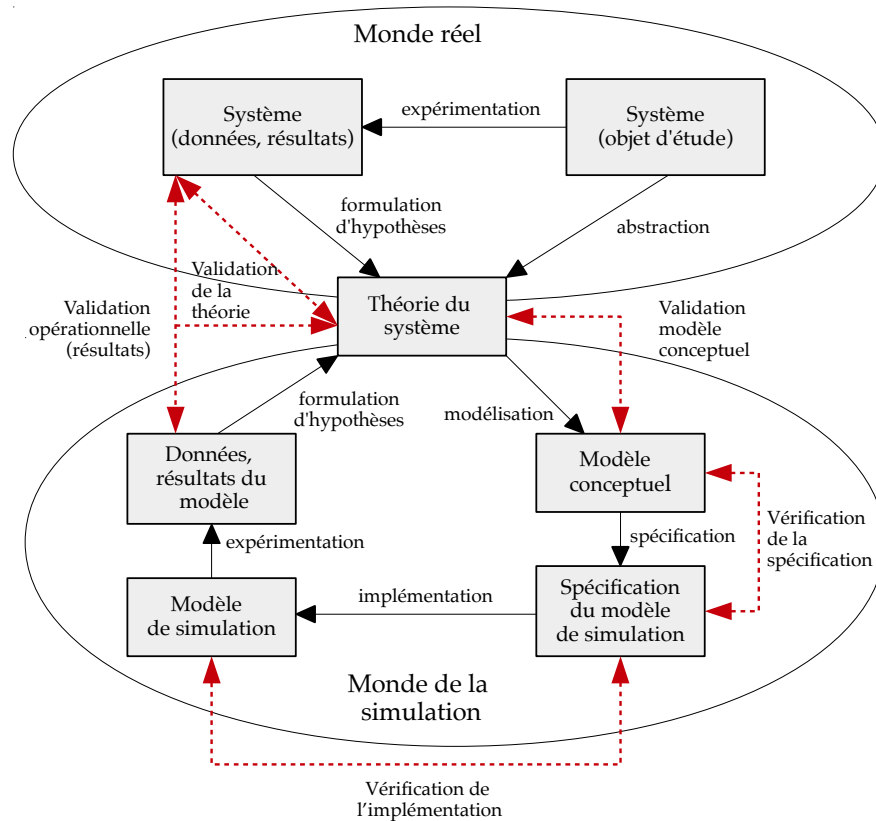 Monde réel
Système
(données, résultats)
expérimentation
Système
(objet d'étude)
formulation
d'hypothèses
abstraction
Validation
de la
théorie
Théorie du
système
Validation
opérationnelle
(résultats)
Validation
modèle
conceptuel
formulation
d'hypothèses
modélisation
Données,
résultats du
modèle
Modèle
conceptuel
Vérification
de la
spécification
expérimentation
spécification
Modèle
de simulation
implémentation
Spécification
du modèle
de simulation
Monde de la
simulation
Vérification de
l'implémentation